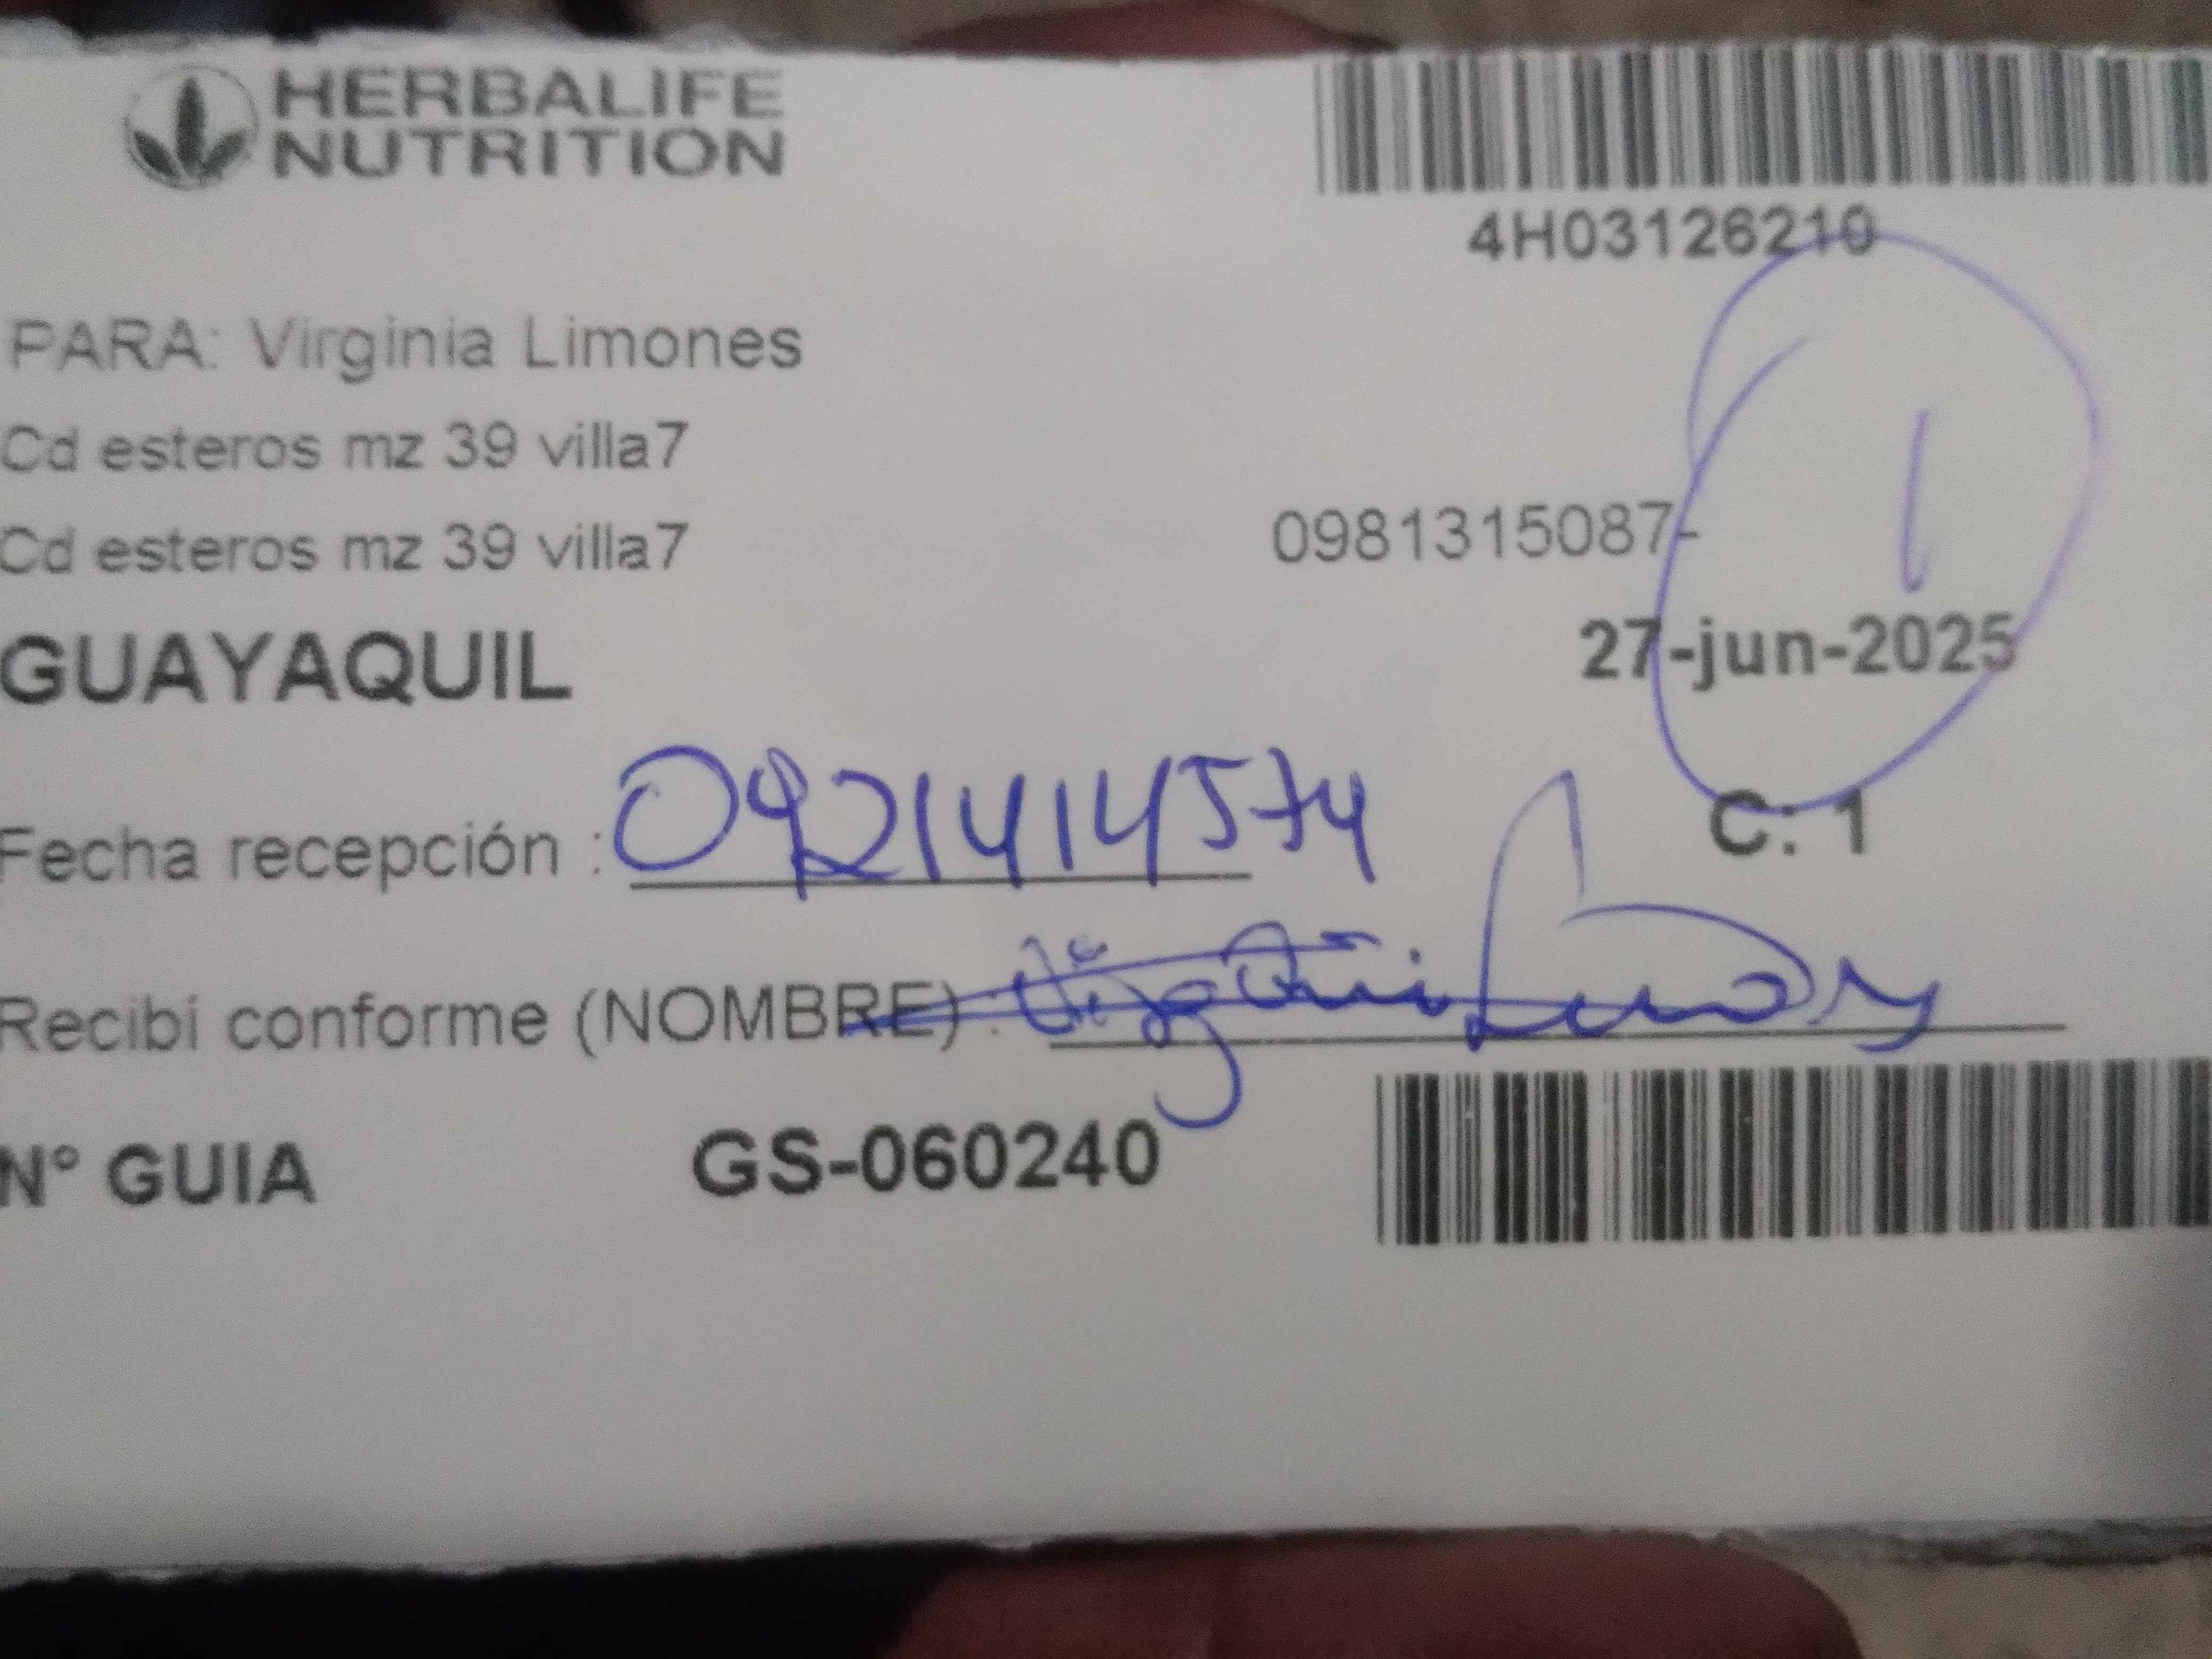 HERBALIFE
NUTRITION
4H03126210
PARA: Virginia Limones
Cd esteros mz 39 villa7
Cd esteros mz 39 villa7
0981315087-
1
GUAYAQUIL
27-jun-2025
Fecha recepción : 0921414574
C: 1
Recibi conforme (NOMBRE) :
N° GUIA GS-060240